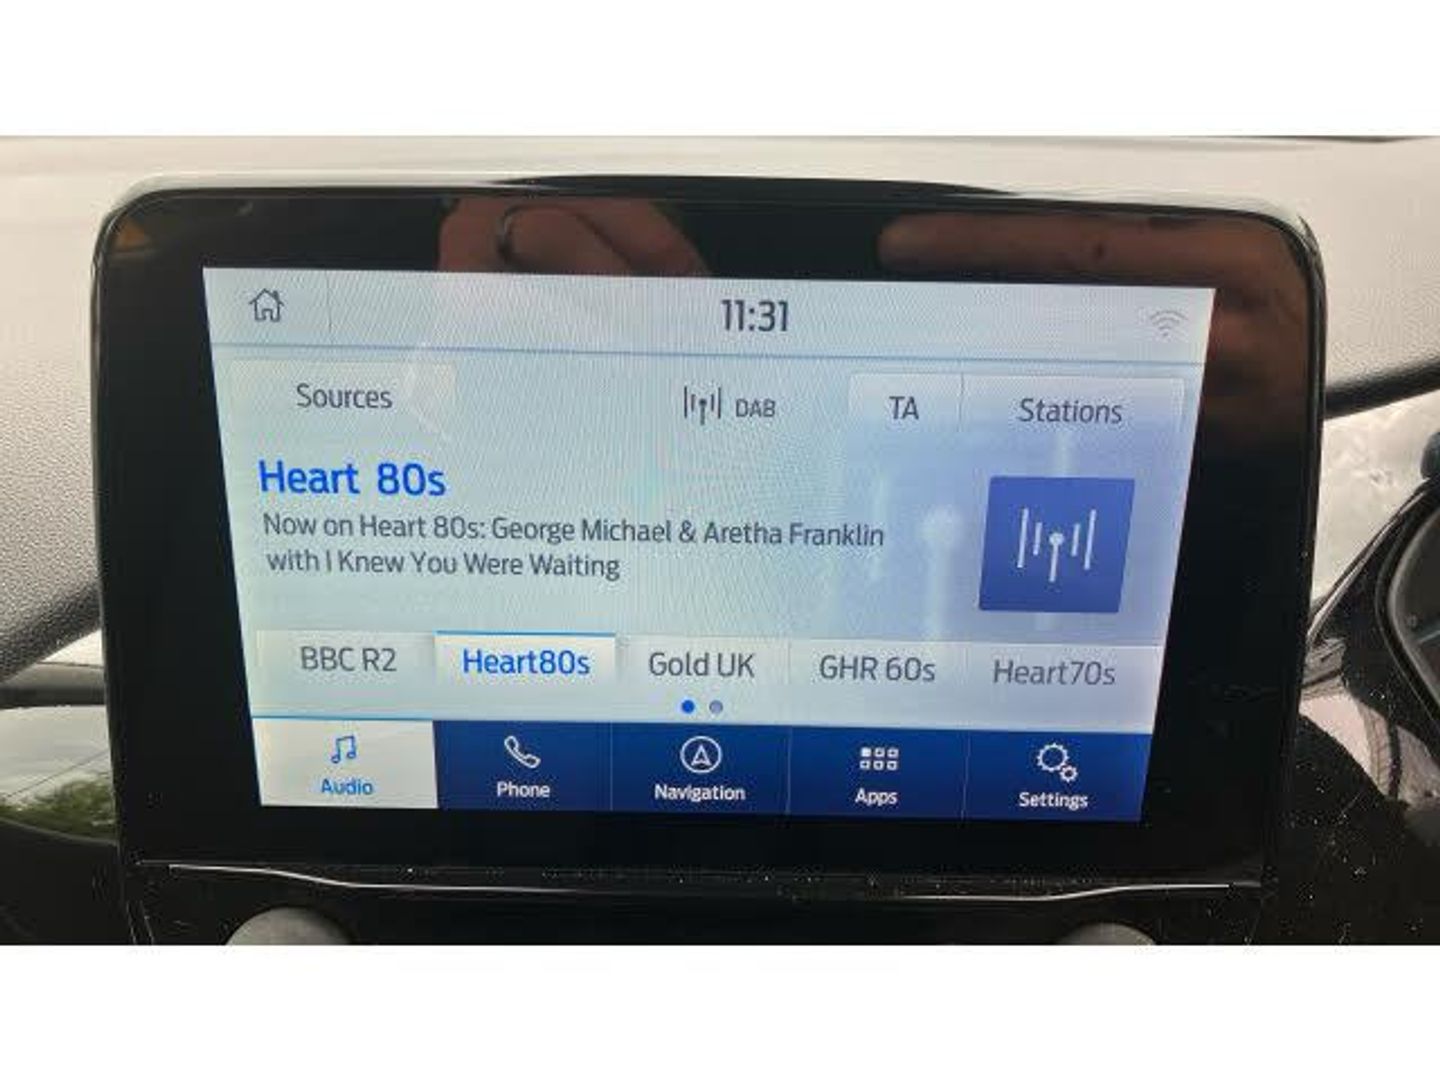 11:31
Sources
DAB
TA
Stations
Heart 80s
Now on Heart 80s: George Michael & Aretha Franklin
with I Knew You Were Waiting
BBC R2
Heart80s
Gold UK
GHR 60s
Heart70s
Audio
Phone
Navigation
Apps
Settings